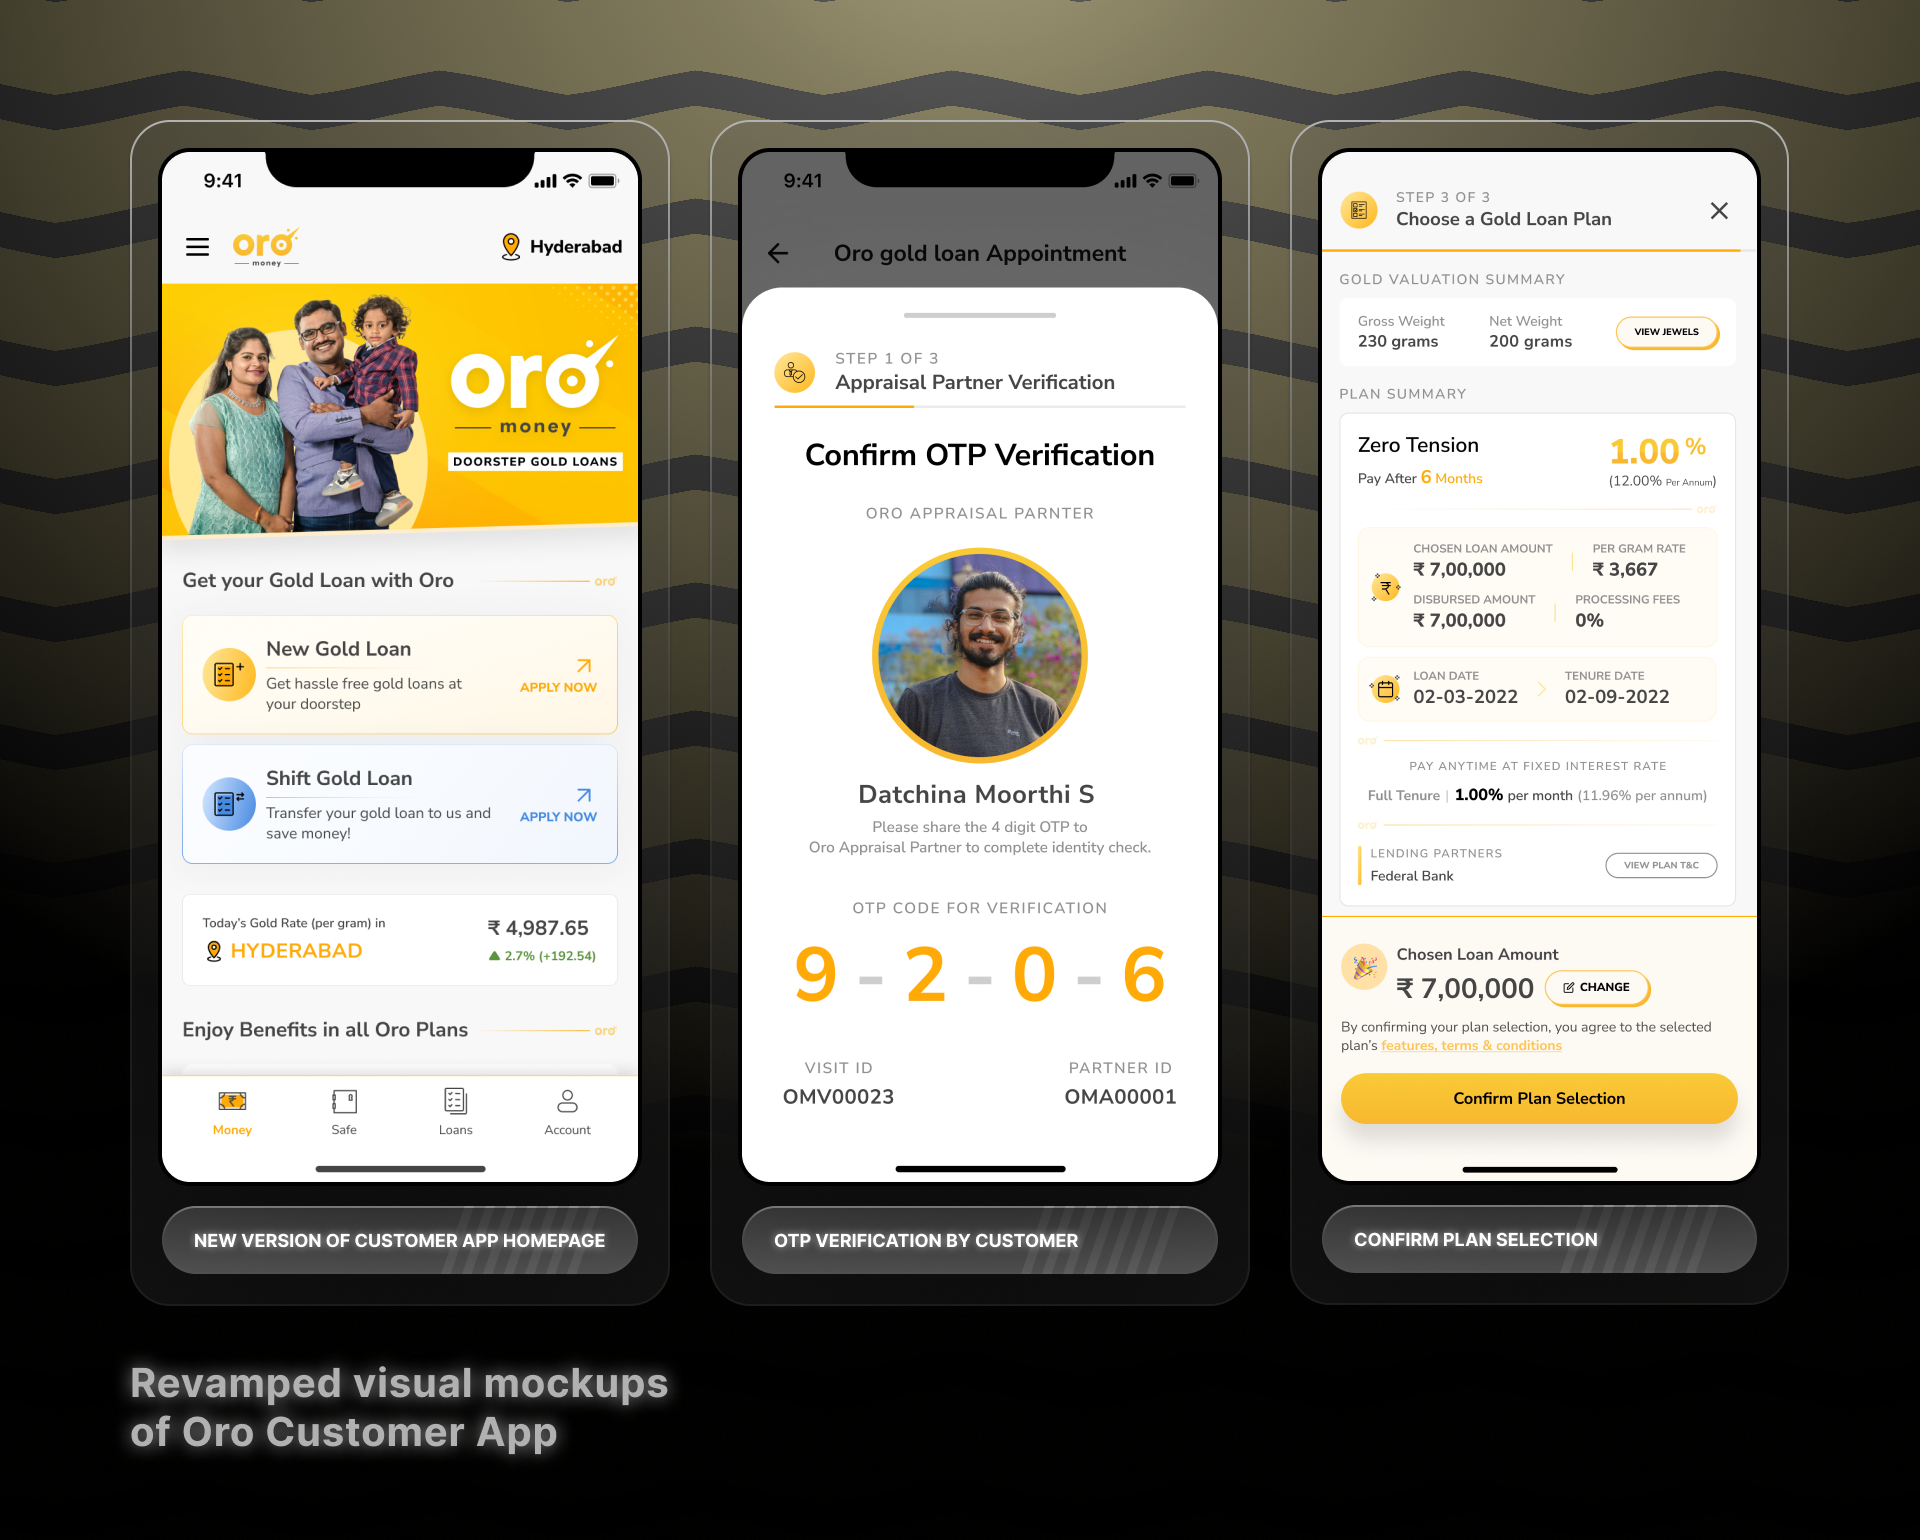 9:41
oro
money
Hyderabad
oro
money
DOORSTEP GOLD LOANS
Get your Gold Loan with Oro
oro
New Gold Loan
Get hassle free gold loans at
your doorstep
APPLY NOW
Shift Gold Loan
Transfer your gold loan to us and
save money!
APPLY NOW
Today's Gold Rate (per gram) in
HYDERABAD
₹ 4,987.65
2.7% (+192.54)
Enjoy Benefits in all Oro Plans
oro
Money
Safe
Loans
Account
NEW VERSION OF CUSTOMER APP HOMEPAGE
9:41
Oro gold loan Appointment
STEP 1 OF 3
Appraisal Partner Verification
Confirm OTP Verification
ORO APPRAISAL PARNTER
Datchina Moorthi S
Please share the 4 digit OTP to
Oro Appraisal Partner to complete identity check.
OTP CODE FOR VERIFICATION
9 - 2 - 0 - 6
VISIT ID
OMV00023
PARTNER ID
OMA00001
OTP VERIFICATION BY CUSTOMER
STEP 3 OF 3
Choose a Gold Loan Plan
GOLD VALUATION SUMMARY
Gross Weight
230 grams
Net Weight
200 grams
VIEW JEWELS
PLAN SUMMARY
Zero Tension
Pay After 6 Months
1.00 %
(12.00% Per Annum)
oro
CHOSEN LOAN AMOUNT
₹ 7,00,000
PER GRAM RATE
₹ 3,667
DISBURSED AMOUNT
₹ 7,00,000
PROCESSING FEES
0%
LOAN DATE
02-03-2022
TENURE DATE
02-09-2022
oro
PAY ANYTIME AT FIXED INTEREST RATE
Full Tenure | 1.00% per month (11.96% per annum)
oro
LENDING PARTNERS
Federal Bank
VIEW PLAN T&C
Chosen Loan Amount
₹ 7,00,000
CHANGE
By confirming your plan selection, you agree to the selected
plan's features, terms & conditions
Confirm Plan Selection
CONFIRM PLAN SELECTION
Revamped visual mockups
of Oro Customer App